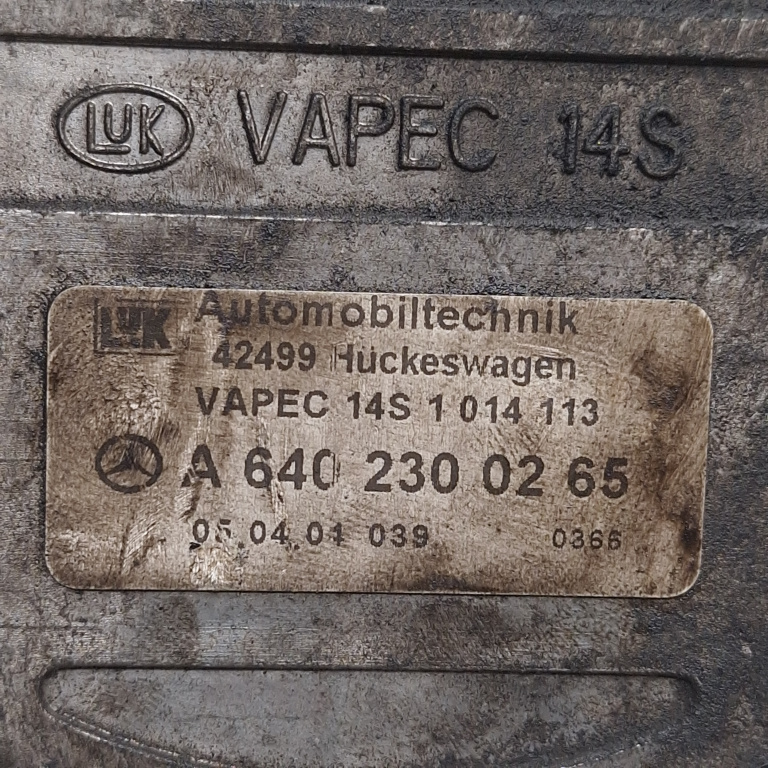 LUK VAPEC 14S
LUK Automobiltechnik
42499 Hückeswagen
VAPEC 14S 1 014 113
A 640 230 02 65
05.04.01 039 0366